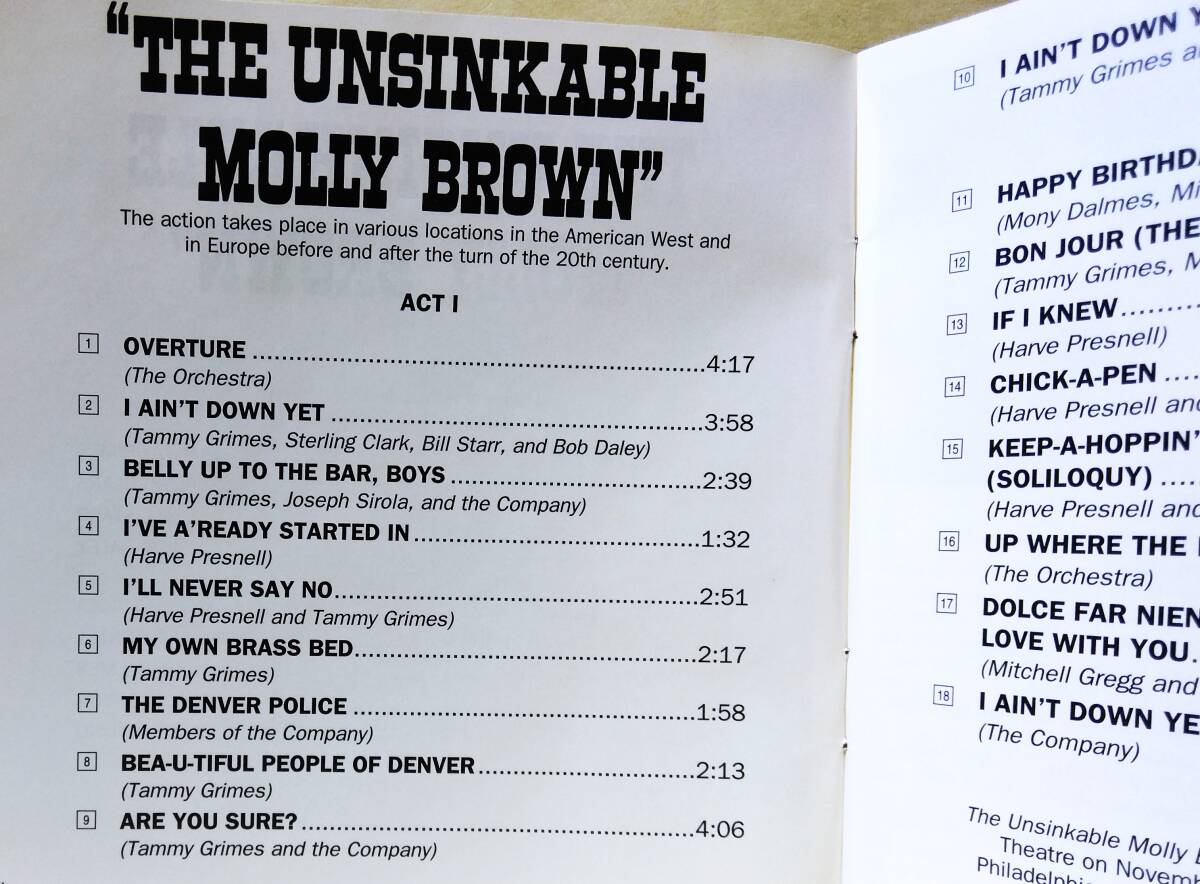 “THE UNSINKABLE
MOLLY BROWN”
The action takes place in various locations in the American West and
in Europe before and after the turn of the 20th century.
ACT I
1 OVERTURE ........ 4:17
(The Orchestra)
2 I AIN’T DOWN YET ........ 3:58
(Tammy Grimes, Sterling Clark, Bill Starr, and Bob Daley)
3 BELLY UP TO THE BAR, BOYS ........ 2:39
(Tammy Grimes, Joseph Sirola, and the Company)
4 I’VE A’READY STARTED IN ........ 1:32
(Harve Presnell)
5 I’LL NEVER SAY NO ........ 2:51
(Harve Presnell and Tammy Grimes)
6 MY OWN BRASS BED ........ 2:17
(Tammy Grimes)
7 THE DENVER POLICE ........ 1:58
(Members of the Company)
8 BEA-U-TIFUL PEOPLE OF DENVER ........ 2:13
(Tammy Grimes)
9 ARE YOU SURE? ........ 4:06
(Tammy Grimes and the Company)
10 I AIN’T DOWN
(Tammy Grimes
11 HAPPY
(Mony Dalmes,
12 BON JOUR (THE
(Tammy Grimes,
13 IF I KNEW ........
(Harve Presnell)
14 CHICK-A-PEN ....
(Harve Presnell and
15 KEEP-A-HOPPIN’
(SOLILOQUY) ....
(Harve Presnell and
16 UP WHERE THE
(The Orchestra)
17 DOLCE FAR
LOVE WITH YOU.
(Mitchell Gregg and
18 I AIN’T DOWN
(The Company)
The Unsinkable Molly
Theatre on